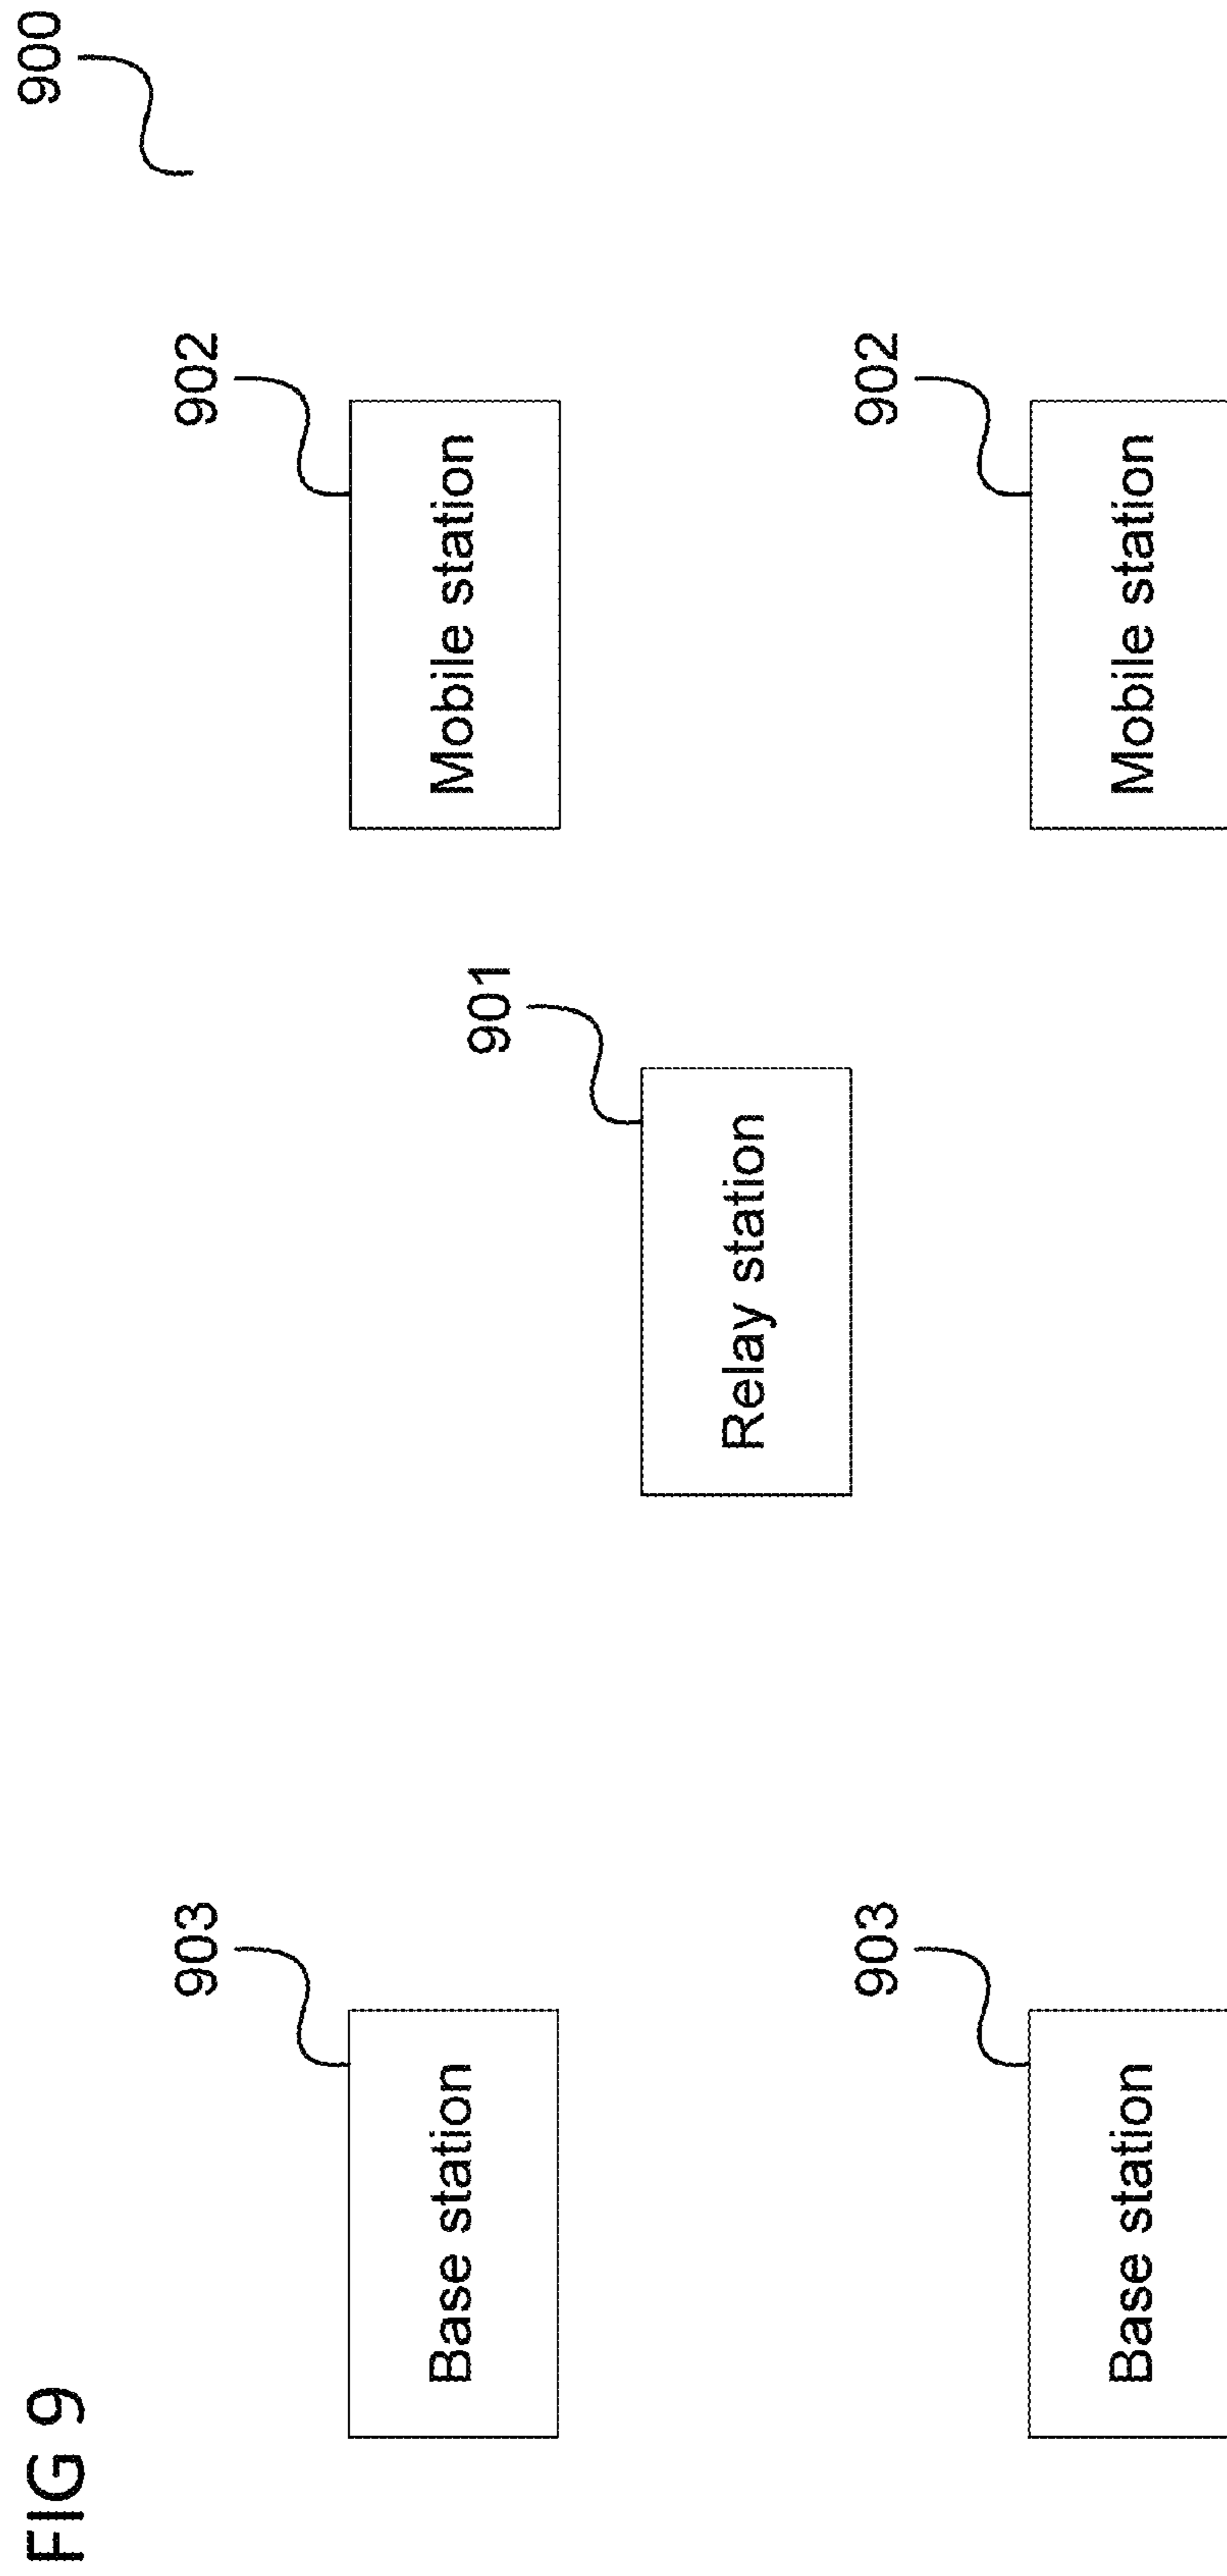 FIG 9
900
903
902
Base station
Mobile station
901
Relay station
903
902
Base station
Mobile station